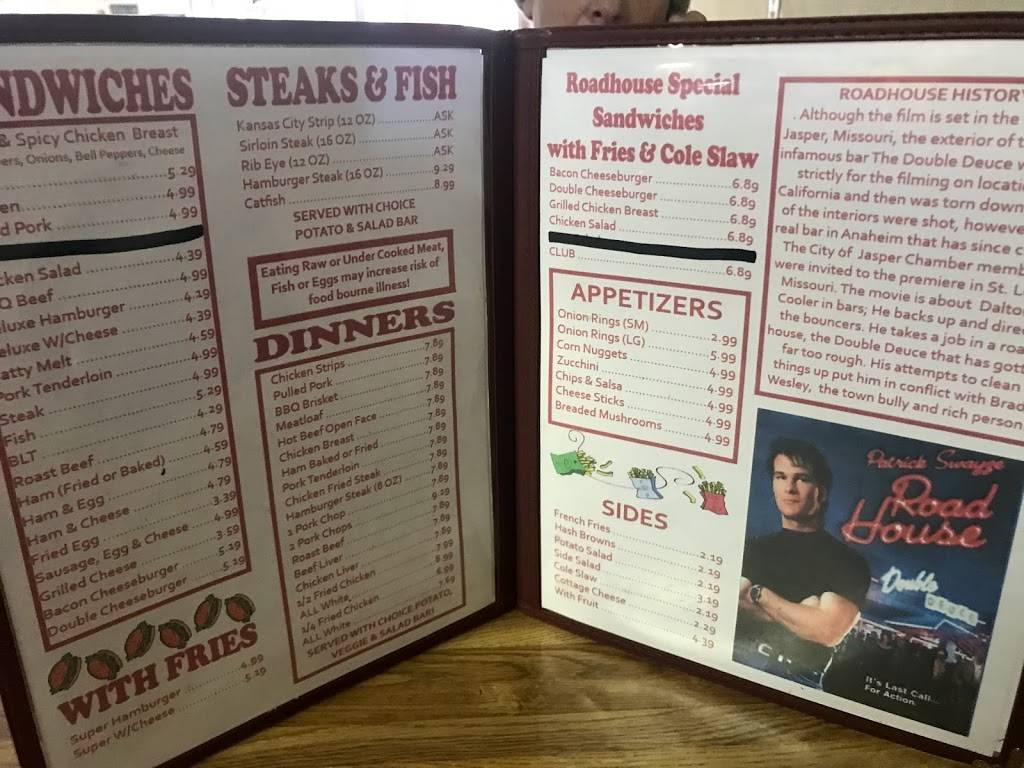 NDWICHES
& Spicy Chicken Breast
ers, Onions, Bell Peppers, Cheese
5.29
en 4.99
d Pork 4.99
cken Salad 4.39
Q Beef 4.99
eluxe Hamburger 4.19
eluxe W/Cheese 4.39
atty Melt 4.59
Pork Tenderloin 4.99
Steak 4.99
Fish 5.29
BLT 4.29
Roast Beef 4.79
Ham (Fried or Baked) 4.59
Ham & Egg 4.79
Ham & Cheese 4.79
Fried Egg 3.39
Sausage, Egg & Cheese 4.99
Grilled Cheese 3.59
Bacon Cheeseburger 5.19
Double Cheeseburger 5.19
WITH FRIES
Super Hamburger 4.99
Super W/Cheese 5.19
STEAKS & FISH
Kansas City Strip (12 OZ) ASK
Sirloin Steak (16 OZ) ASK
Rib Eye (12 OZ) ASK
Hamburger Steak (16 OZ) 9.29
Catfish 8.99
SERVED WITH CHOICE
POTATO & SALAD BAR
Eating Raw or Under Cooked Meat,
Fish or Eggs may increase risk of
food bourne illness!
DINNERS
Chicken Strips 7.89
Pulled Pork 7.89
BBQ Brisket 7.89
Meatloaf 7.89
Hot Beef Open Face 7.89
Chicken Breast 7.89
Ham Baked or Fried 7.89
Pork Tenderloin 7.89
Chicken Fried Steak 7.89
Hamburger Steak (8 OZ) 7.89
1 Pork Chop
2 Pork Chops
Roast Beef
Beef Liver
Chicken Liver
1/2 Fried Chicken
ALL White
1/4 Fried Chicken
ALL White
SERVED WITH CHOICE POTATO,
VEGGIE & SALAD BAR!
Roadhouse Special
Sandwiches
with Fries & Cole Slaw
Bacon Cheeseburger 6.89
Double Cheeseburger 6.89
Grilled Chicken Breast 6.89
Chicken Salad 6.89
CLUB 6.89
APPETIZERS
Onion Rings (SM) 2.99
Onion Rings (LG) 5.99
Corn Nuggets 4.99
Zucchini 4.99
Chips & Salsa 4.99
Cheese Sticks 4.99
Breaded Mushrooms 4.99
SIDES
French Fries 2.19
Hash Browns 2.19
Potato Salad 2.19
Side Salad 3.19
Cole Slaw 2.19
Cottage Cheese 2.29
With Fruit 4.39
ROADHOUSE HISTORY
. Although the film is set in the
Jasper, Missouri, the exterior of t
infamous bar The Double Deuce w
strictly for the filming on locati
California and then was torn down
of the interiors were shot, howeve
real bar in Anaheim that has since c
The City of Jasper Chamber memb
were invited to the premiere in St. L
Missouri. The movie is about Dalto
Cooler in bars; He backs up and dire
the bouncers. He takes a job in a roa
house, the Double Deuce that has gott
far too rough. His attempts to clean
things up put him in conflict with Brad
Wesley, the town bully and rich person
Patrick Swayze
Road
House
Double
DEUCE
It's Last Call...
For Action.